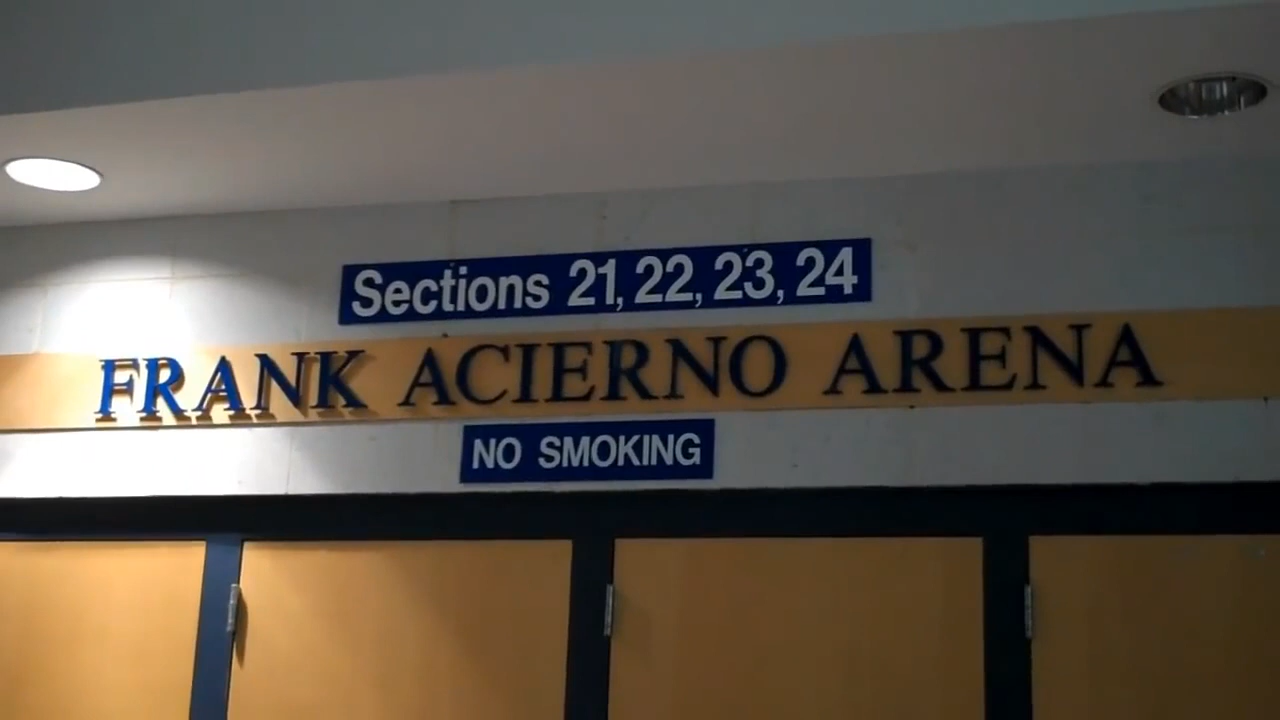 Sections 21, 22, 23, 24
FRANK ACIERNO ARENA
NO SMOKING